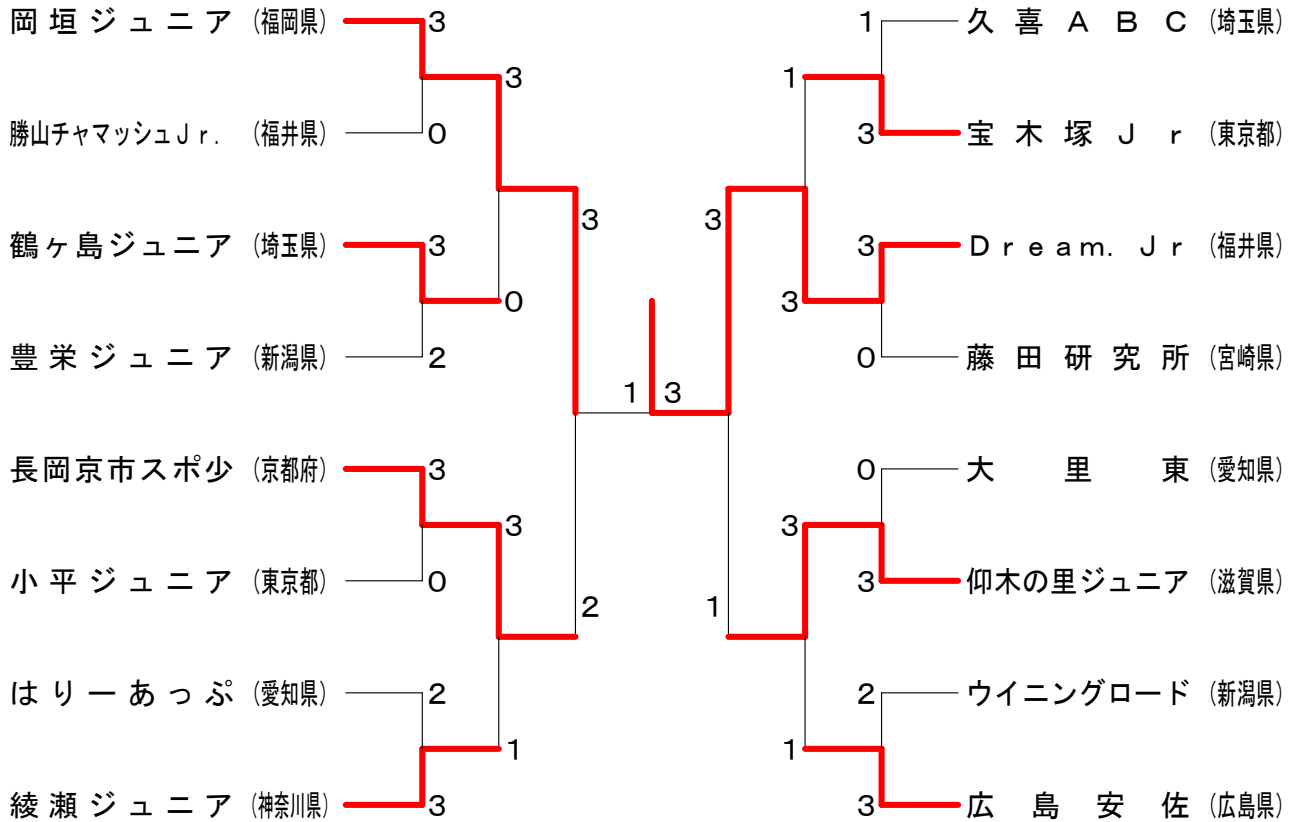 岡垣ジュニア (福岡県) 3 1 久喜ABC (埼玉県)
3 1
勝山チャマッシュJr. (福井県) 0 3 宝木塚Jr (東京都)
3 3
鶴ヶ島ジュニア (埼玉県) 3 3 Dream.Jr (福井県)
0 3
豊栄ジュニア (新潟県) 2 0 藤田研究所 (宮崎県)
1 3
長岡京市スポ少 (京都府) 3 0 大里東 (愛知県)
3 3
小平ジュニア (東京都) 0 3 仰木の里ジュニア (滋賀県)
2 1
はりーあっぷ (愛知県) 2 2 ウイニングロード (新潟県)
1 1
綾瀬ジュニア (神奈川県) 3 3 広島安佐 (広島県)